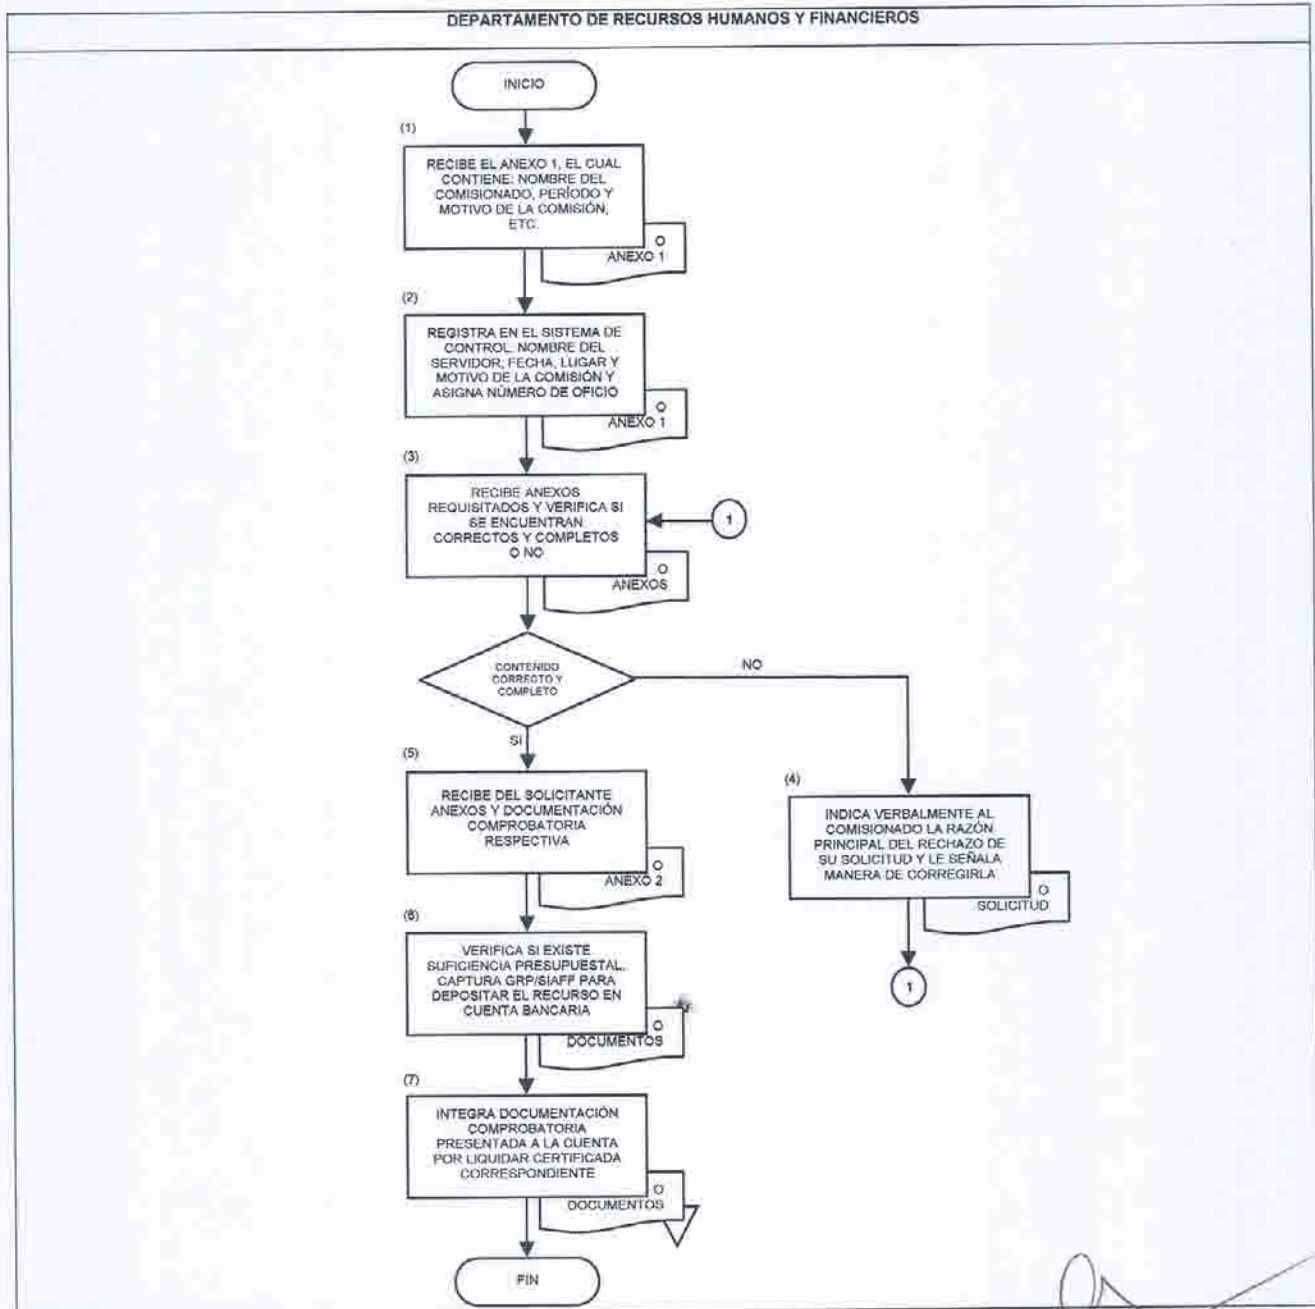 DEPARTAMENTO DE RECURSOS HUMANOS Y FINANCIEROS
INICIO
(1)
RECIBE EL ANEXO 1, EL CUAL
CONTIENE: NOMBRE DEL
COMISIONADO, PERÍODO Y
MOTIVO DE LA COMISIÓN,
ETC.
O
ANEXO 1
(2)
REGISTRA EN EL SISTEMA DE
CONTROL: NOMBRE DEL
SERVIDOR, FECHA, LUGAR Y
MOTIVO DE LA COMISIÓN Y
ASIGNA NÚMERO DE OFICIO
O
ANEXO 1
(3)
RECIBE ANEXOS
REQUISITADOS Y VERIFICA SI
SE ENCUENTRAN
CORRECTOS Y COMPLETOS
O NO
1
O
ANEXOS
CONTENIDO
CORRECTO Y
COMPLETO
NO
SI
(5)
RECIBE DEL SOLICITANTE
ANEXOS Y DOCUMENTACIÓN
COMPROBATORIA
RESPECTIVA
O
ANEXO 2
(4)
INDICA VERBALMENTE AL
COMISIONADO LA RAZÓN
PRINCIPAL DEL RECHAZO DE
SU SOLICITUD Y LE SEÑALA
MANERA DE CORREGIRLA
O
SOLICITUD
1
(6)
VERIFICA SI EXISTE
SUFICIENCIA PRESUPUESTAL,
CAPTURA GRP/SIAFF PARA
DEPOSITAR EL RECURSO EN
CUENTA BANCARIA
O
DOCUMENTOS
(7)
INTEGRA DOCUMENTACIÓN
COMPROBATORIA
PRESENTADA A LA CUENTA
POR LIQUIDAR CERTIFICADA
CORRESPONDIENTE
O
DOCUMENTOS
FIN